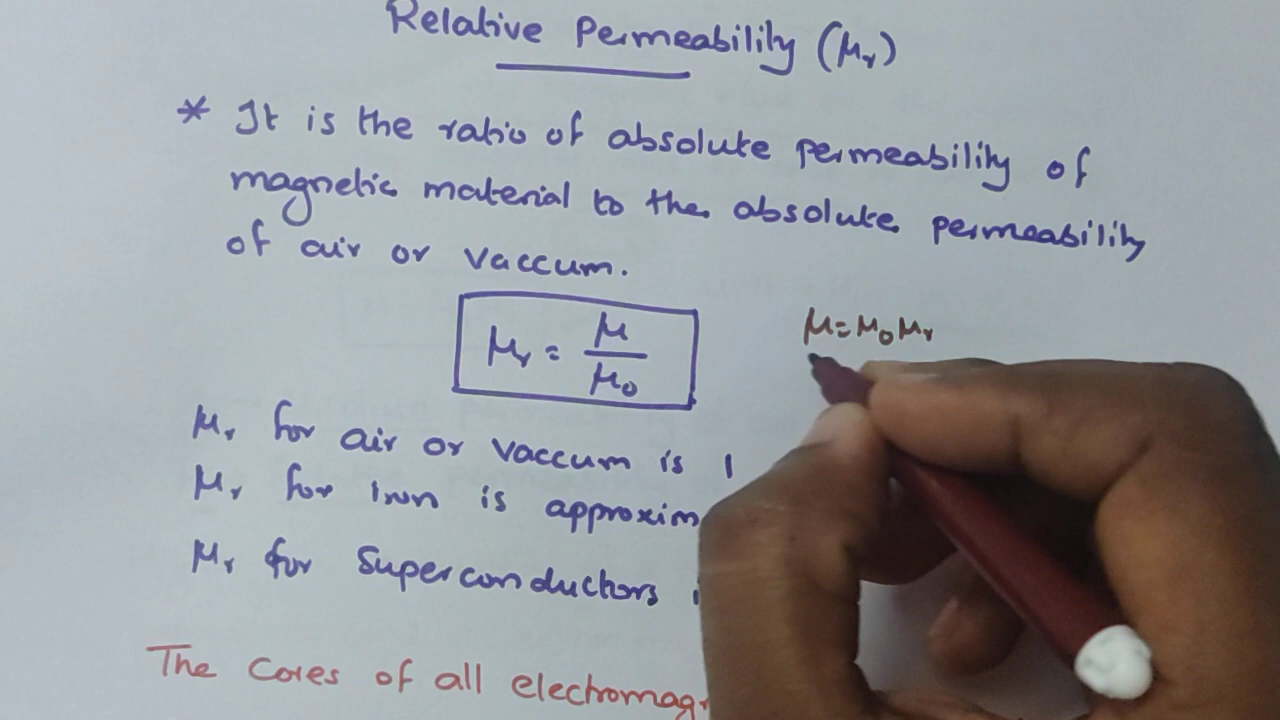 Relative Permeability (μr)
* It is the ratio of absolute permeability of
magnetic material to the absolute permeability
of air or vaccum.
μr = μ/μ0
μ=μ0μr
μr for air or vaccum is 1
μr for Iron is
μr for Superconductors
The Cores of all